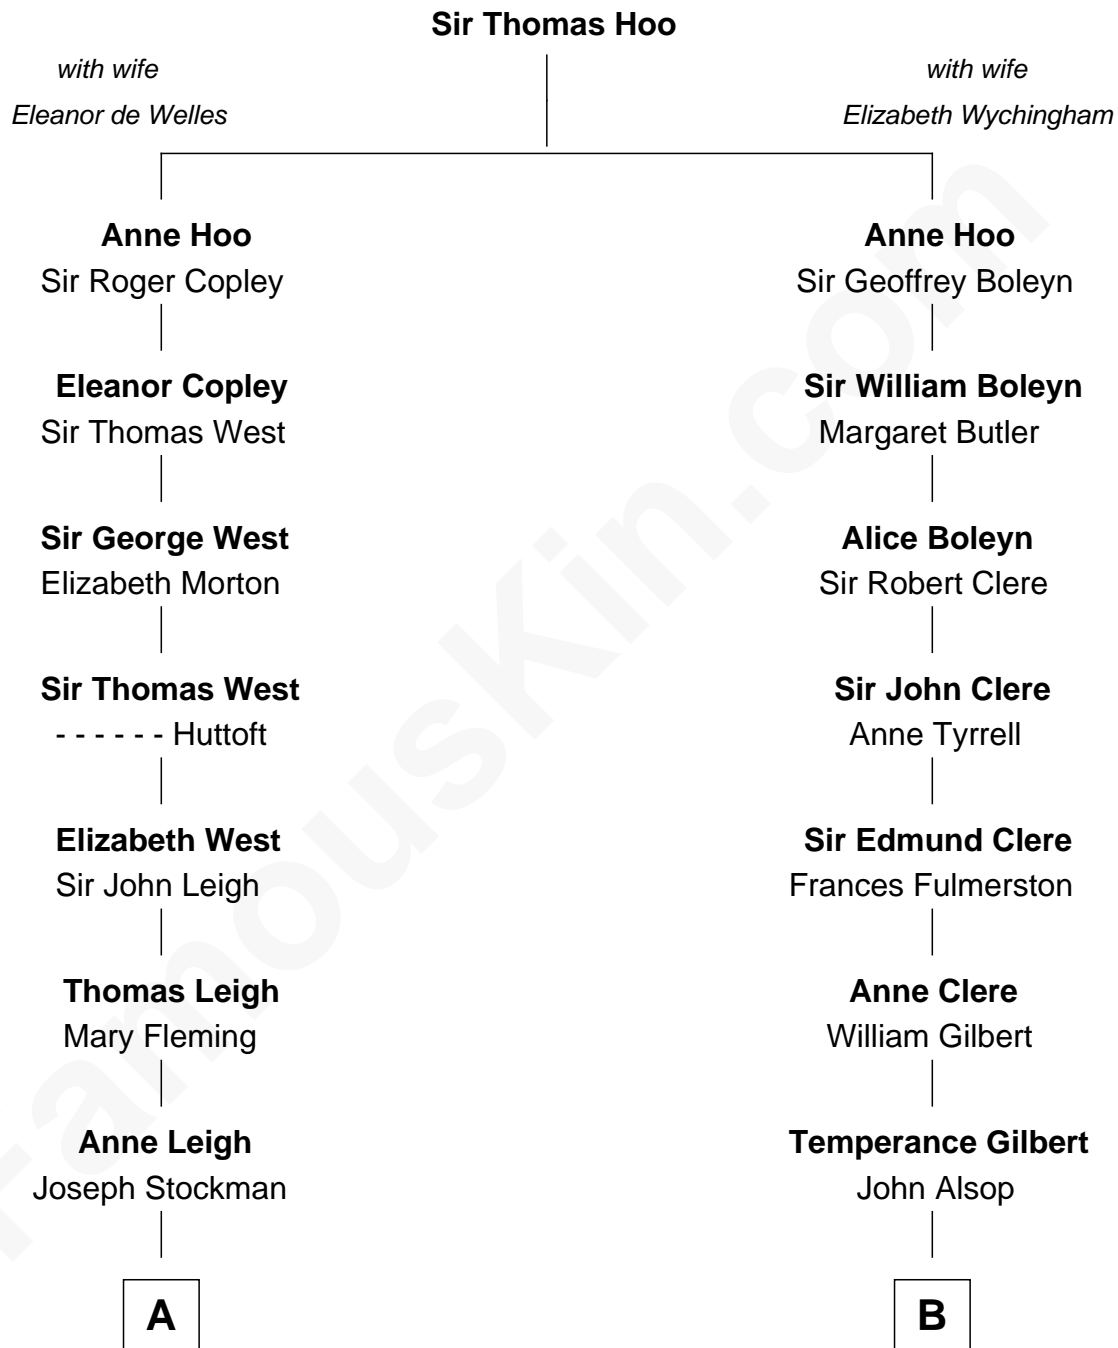 Sir Thomas Hoo
with wife
Eleanor de Welles
with wife
Elizabeth Wychingham
Anne Hoo
Sir Roger Copley
Anne Hoo
Sir Geoffrey Boleyn
Eleanor Copley
Sir Thomas West
Sir William Boleyn
Margaret Butler
Sir George West
Elizabeth Morton
Alice Boleyn
Sir Robert Clere
Sir Thomas West
- - - - - - Huttoft
Sir John Clere
Anne Tyrrell
Elizabeth West
Sir John Leigh
Sir Edmund Clere
Frances Fulmerston
Thomas Leigh
Mary Fleming
Anne Clere
William Gilbert
Anne Leigh
Joseph Stockman
Temperance Gilbert
John Alsop
A
B
FamousKin.com